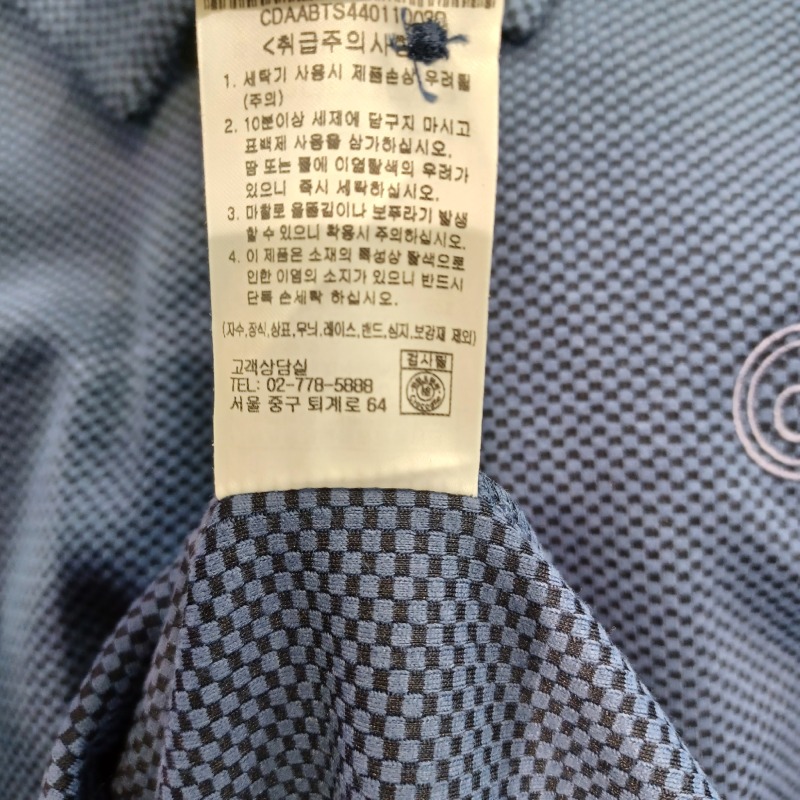 CDAABTS44011003R
<취급주의사
1. 세탁기 사용시 제품손상 우려됨
(주의)
2. 10분이상 세제에 담구지 마시고
표백제 사용을 삼가하십시오.
땀 또는 물에 이염탈색의 우려가
있으니 즉시 세탁하십시오.
3. 마찰로 올뜯김이나 보푸라기 발생
할 수 있으니 착용시 주의하십시오.
4. 이 제품은 소재의 특성상 탈색으로
인한 이염의 소지가 있으니 반드시
단독 손세탁 하십시오.
(자수,장식,상표,무늬,레이스,밴드,심지,보강재 제외)
고객상담실
검사필
TEL: 02-778-5888
서울 중구 퇴계로 64